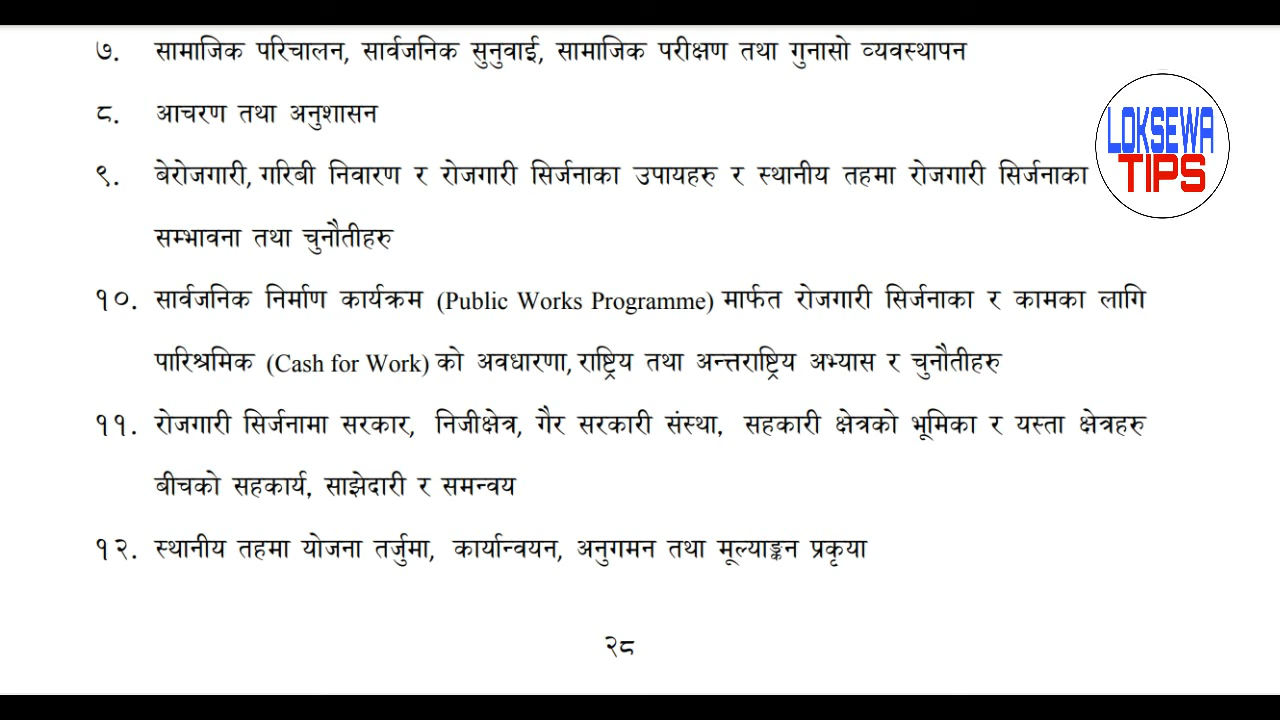 ७. सामाजिक परिचालन, सार्वजनिक सुनुवाई, सामाजिक परीक्षण तथा गुनासो व्यवस्थापन
८. आचरण तथा अनुशासन
LOKSEWA
TIPS
९. बेरोजगारी, गरिबी निवारण र रोजगारी सिर्जनाका उपायहरु र स्थानीय तहमा रोजगारी सिर्जनाका
सम्भावना तथा चुनौतीहरु
१०. सार्वजनिक निर्माण कार्यक्रम (Public Works Programme) मार्फत रोजगारी सिर्जनाका र कामका लागि
पारिश्रमिक (Cash for Work) को अवधारणा, राष्ट्रिय तथा अन्तराष्ट्रिय अभ्यास र चुनौतीहरु
११. रोजगारी सिर्जनामा सरकार, निजीक्षेत्र, गैर सरकारी संस्था, सहकारी क्षेत्रको भूमिका र यस्ता क्षेत्रहरु
बीचको सहकार्य, साझेदारी र समन्वय
१२. स्थानीय तहमा योजना तर्जुमा, कार्यान्वयन, अनुगमन तथा मूल्याङ्कन प्रकृया
२८